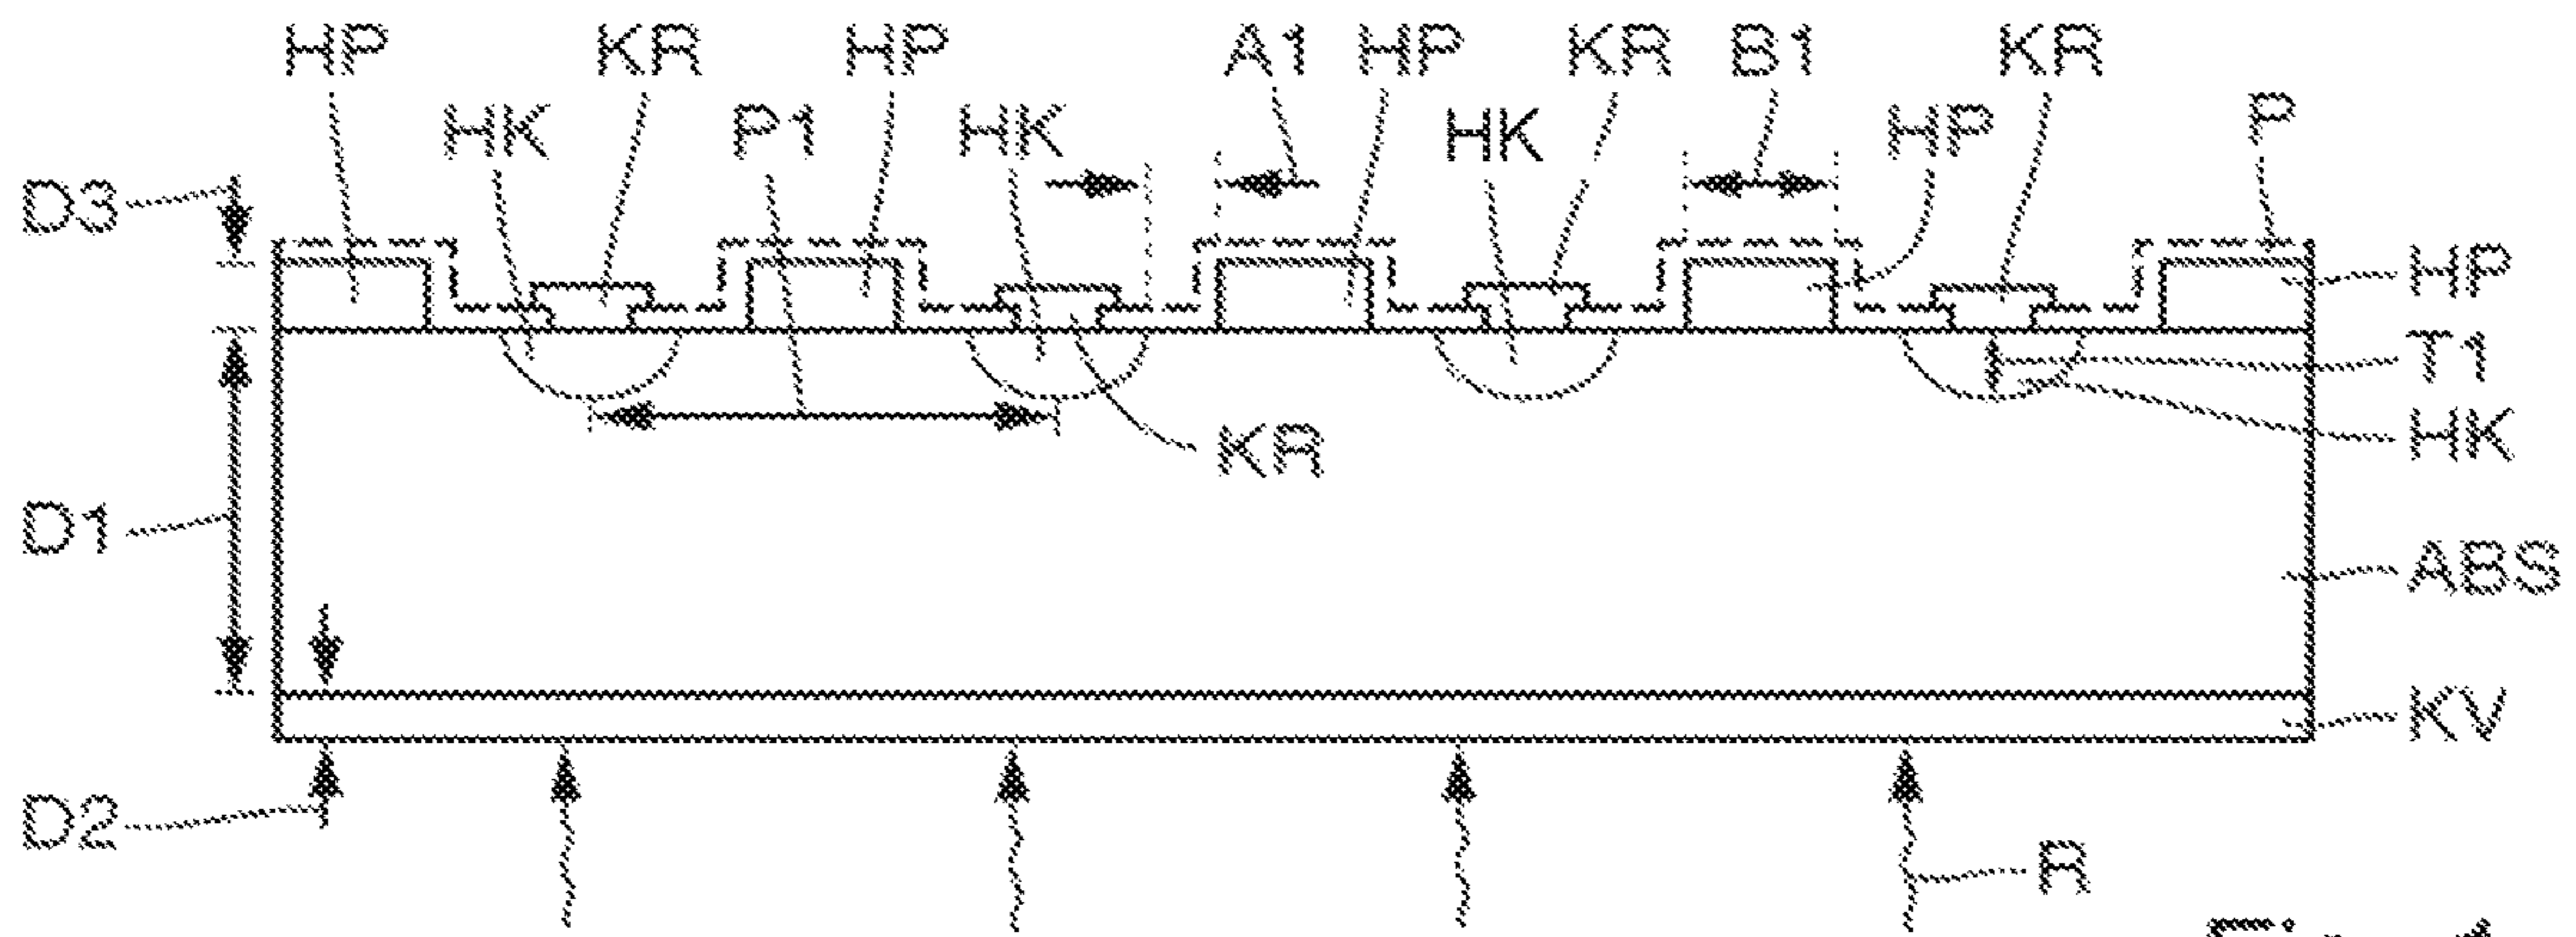 HP KR HP A1 HP KR B1 KR
HK P1 HK HK HP P
D3
HP
T1
HK
KR
D1
ABS
KV
D2
R